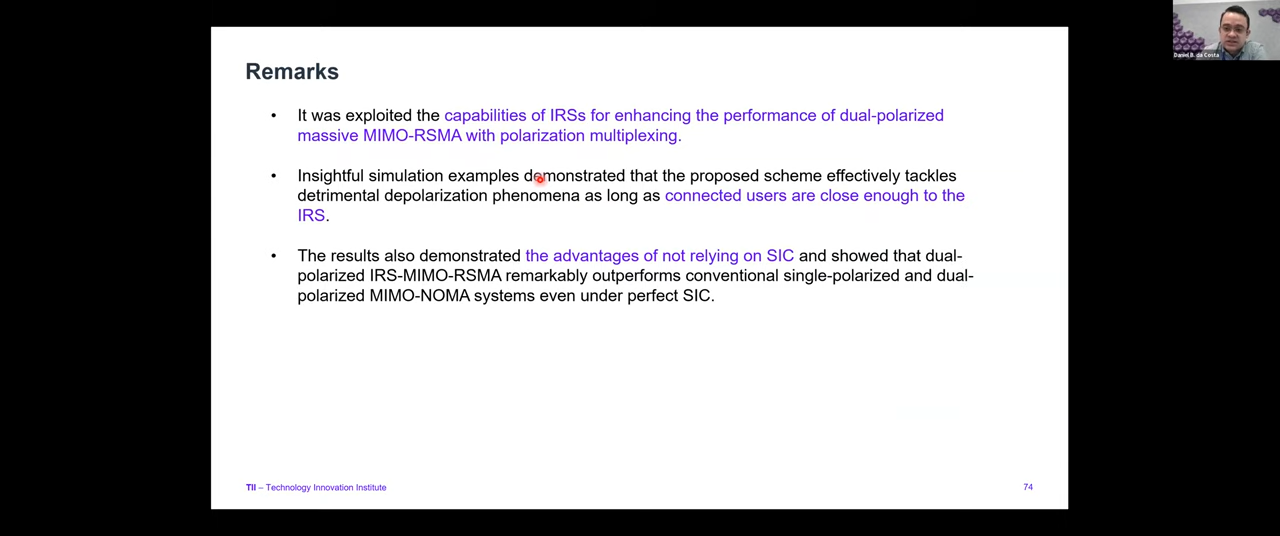 Remarks
• It was exploited the capabilities of IRSs for enhancing the performance of dual-polarized
massive MIMO-RSMA with polarization multiplexing.
• Insightful simulation examples demonstrated that the proposed scheme effectively tackles
detrimental depolarization phenomena as long as connected users are close enough to the
IRS.
• The results also demonstrated the advantages of not relying on SIC and showed that dual-
polarized IRS-MIMO-RSMA remarkably outperforms conventional single-polarized and dual-
polarized MIMO-NOMA systems even under perfect SIC.
TII – Technology Innovation Institute
74
Daniel B. da Costa